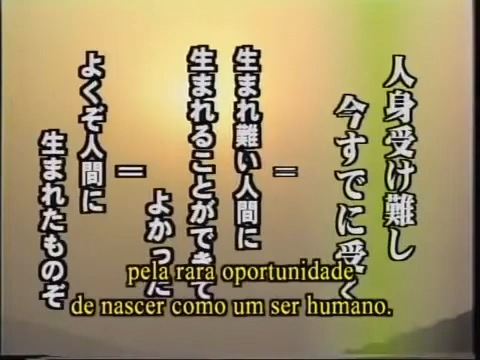 人身受け難し
今すでに受く
＝
生まれ難い人間に
生まれることができて
よかった
＝
よくぞ人間に
生まれたものぞ
pela rara oportunidade
de nascer como um ser humano.